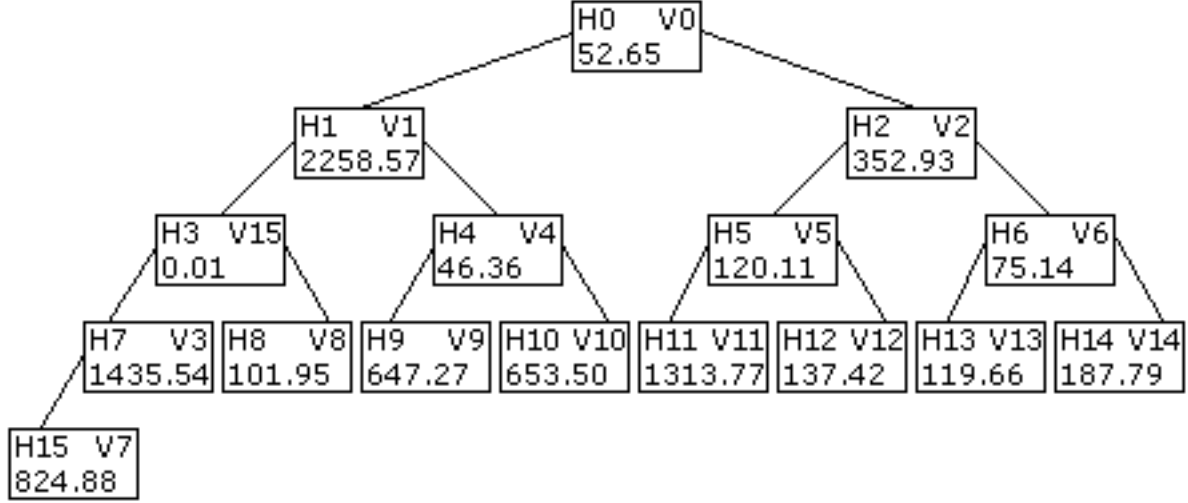 H0 V0
52.65
H1 V1
2258.57
H2 V2
352.93
H3 V15
0.01
H4 V4
46.36
H5 V5
120.11
H6 V6
75.14
H7 V3
1435.54
H8 V8
101.95
H9 V9
647.27
H10 V10
653.50
H11 V11
1313.77
H12 V12
137.42
H13 V13
119.66
H14 V14
187.79
H15 V7
824.88